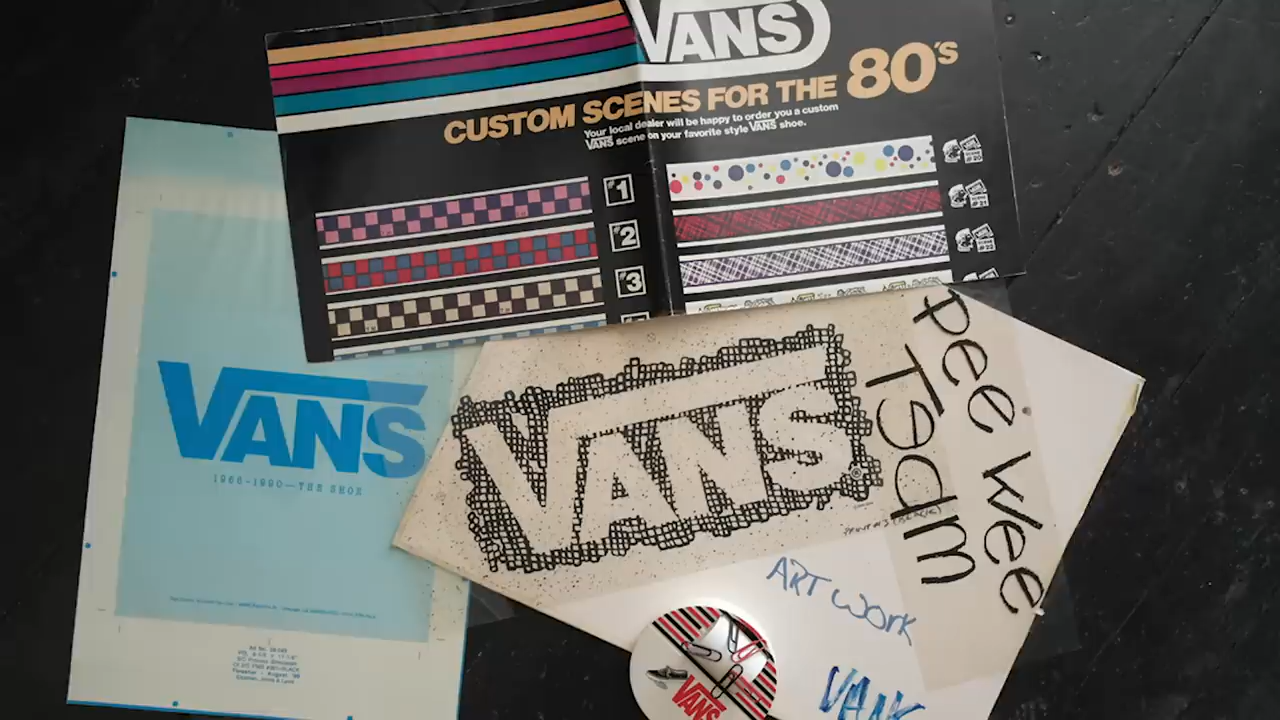 VANS
CUSTOM SCENES FOR THE 80'S
Your local dealer will be happy to order you a custom
VANS scene on your favorite style VANS shoe.
#1
#2
#3
VANS
1966-1990—THE SHOE
VANS
®
Pee Wee
Team
ART WORK
VANS
VANS